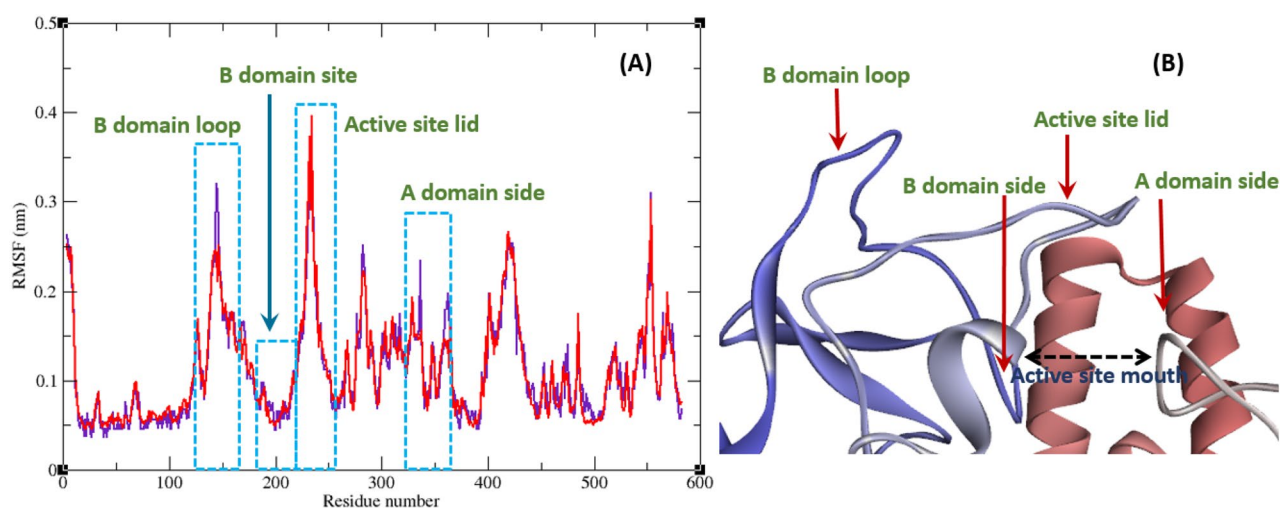 (A)
B domain site
B domain loop
Active site lid
A domain side
RMSF (nm)
0.5
0.4
0.3
0.2
0.1
0
0
100
200
300
400
500
600
Residue number
(B)
B domain loop
Active site lid
B domain side
A domain side
Active site mouth